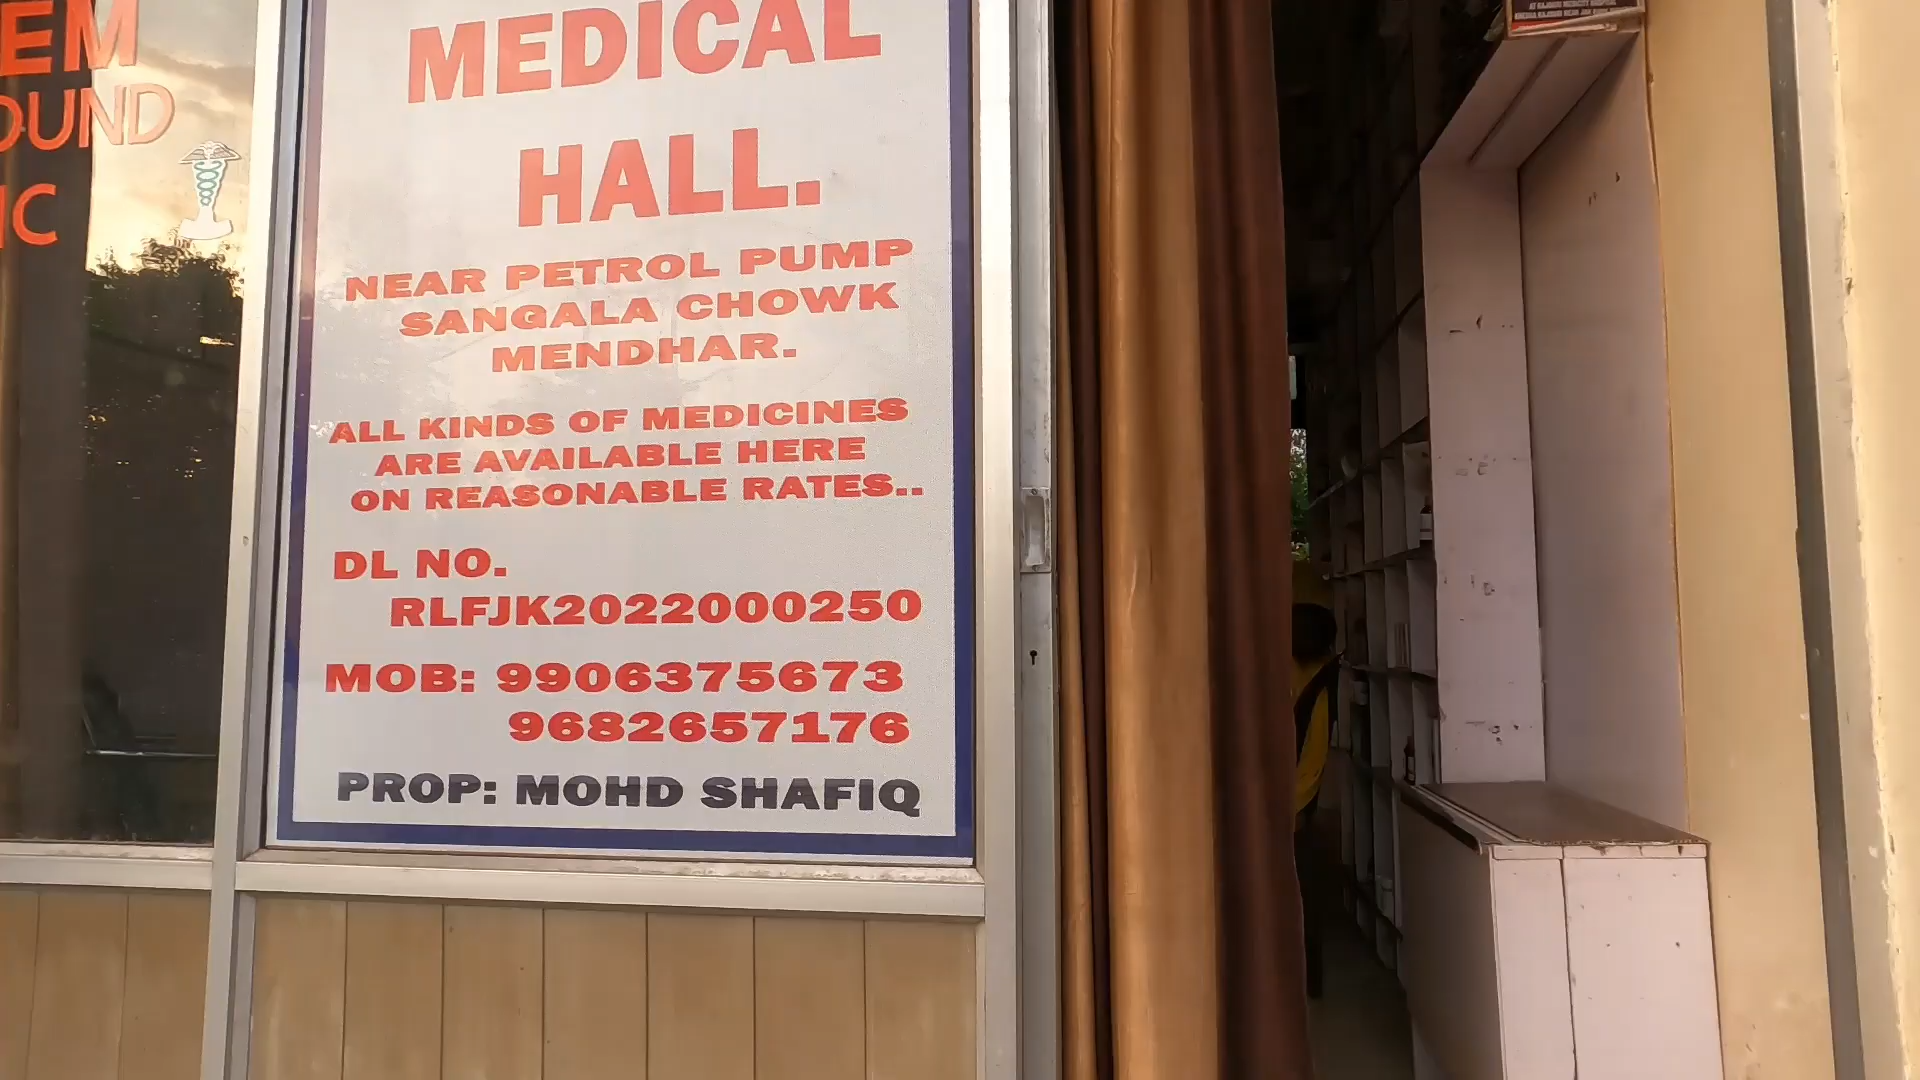 EM
OUND
IC
MEDICAL
HALL.
NEAR PETROL PUMP
SANGALA CHOWK
MENDHAR.
ALL KINDS OF MEDICINES
ARE AVAILABLE HERE
ON REASONABLE RATES..
DL NO.
RLFJK2022000250
MOB: 9906375673
9682657176
PROP: MOHD SHAFIQ